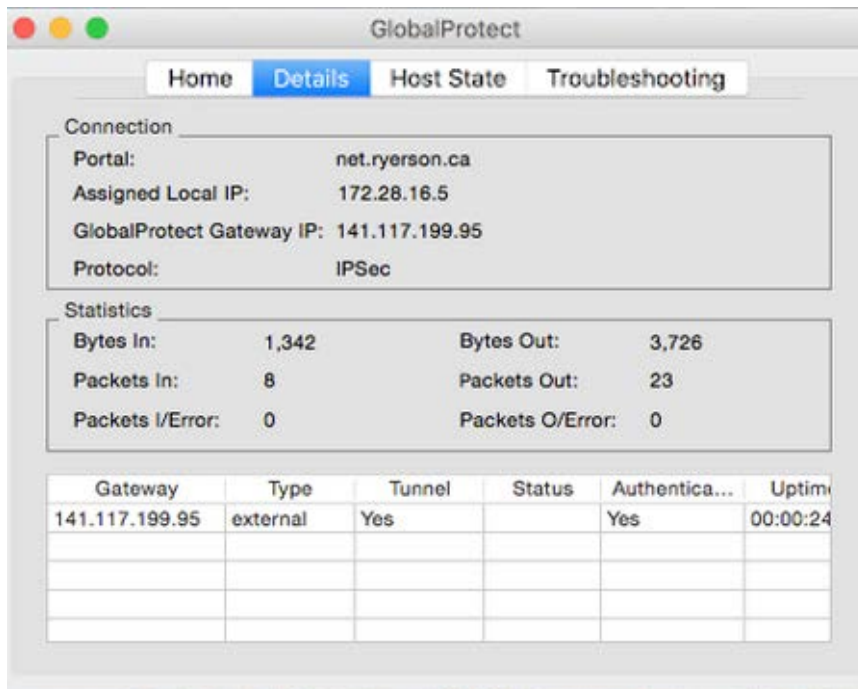 GlobalProtect
Home Details Host State Troubleshooting
Connection
Portal: net.ryerson.ca
Assigned Local IP: 172.28.16.5
GlobalProtect Gateway IP: 141.117.199.95
Protocol: IPSec
Statistics
Bytes In: 1,342 Bytes Out: 3,726
Packets In: 8 Packets Out: 23
Packets I/Error: 0 Packets O/Error: 0
Gateway Type Tunnel Status Authentica... Uptim
141.117.199.95 external Yes Yes 00:00:24